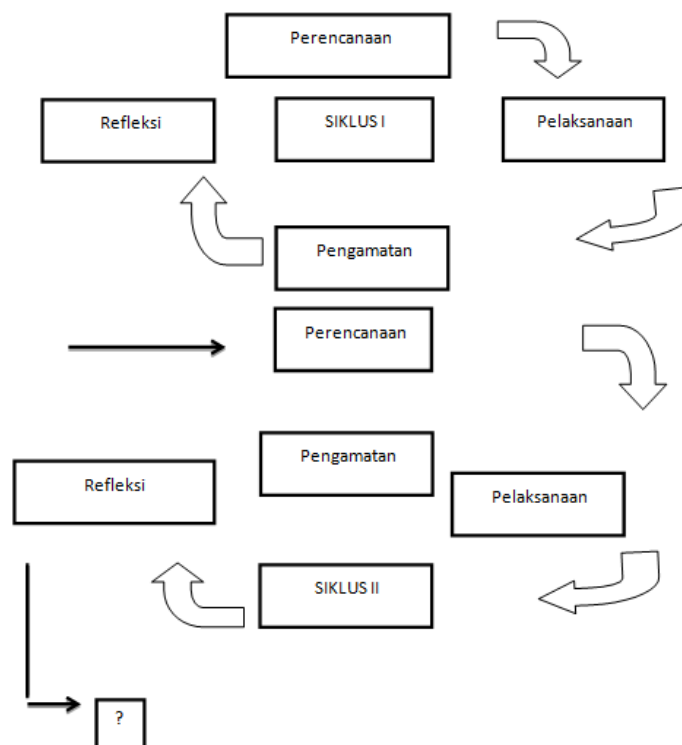 Perencanaan
Refleksi
SIKLUS I
Pelaksanaan
Pengamatan
Perencanaan
Pengamatan
Refleksi
Pelaksanaan
SIKLUS II
?